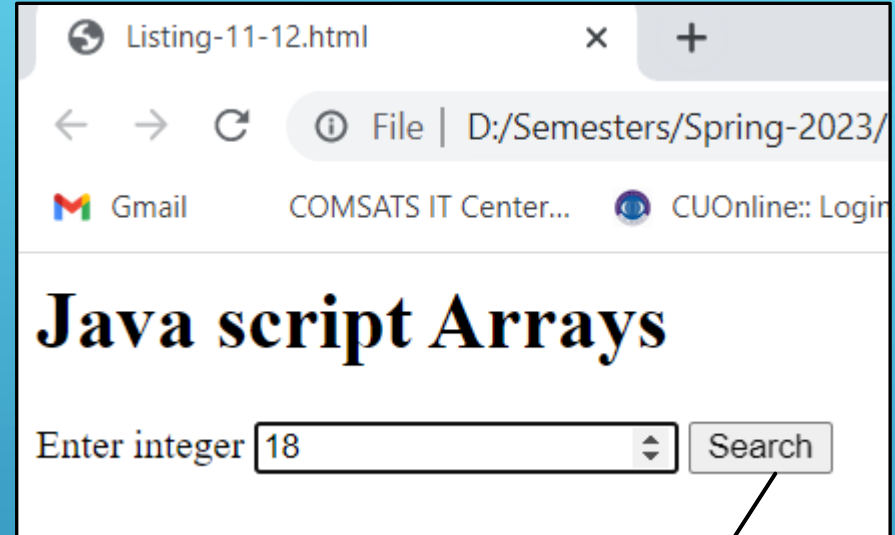 Listing-11-12.html
File | D:/Semesters/Spring-2023/
Gmail COMSATS IT Center... CUOnline:: Login
Java script Arrays
Enter integer 18 Search